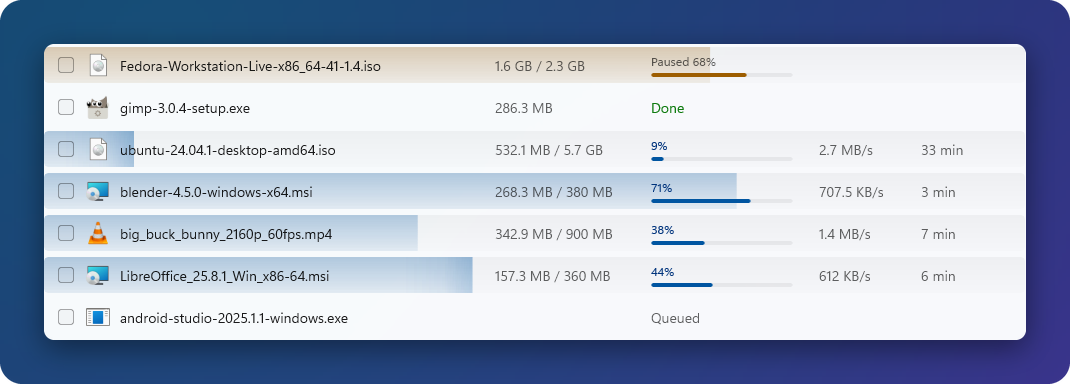 Fedora-Workstation-Live-x86_64-41-1.4.iso 1.6 GB / 2.3 GB Paused 68%
gimp-3.0.4-setup.exe 286.3 MB Done
ubuntu-24.04.1-desktop-amd64.iso 532.1 MB / 5.7 GB 9% 2.7 MB/s 33 min
blender-4.5.0-windows-x64.msi 268.3 MB / 380 MB 71% 707.5 KB/s 3 min
big_buck_bunny_2160p_60fps.mp4 342.9 MB / 900 MB 38% 1.4 MB/s 7 min
LibreOffice_25.8.1_Win_x86-64.msi 157.3 MB / 360 MB 44% 612 KB/s 6 min
android-studio-2025.1.1-windows.exe Queued